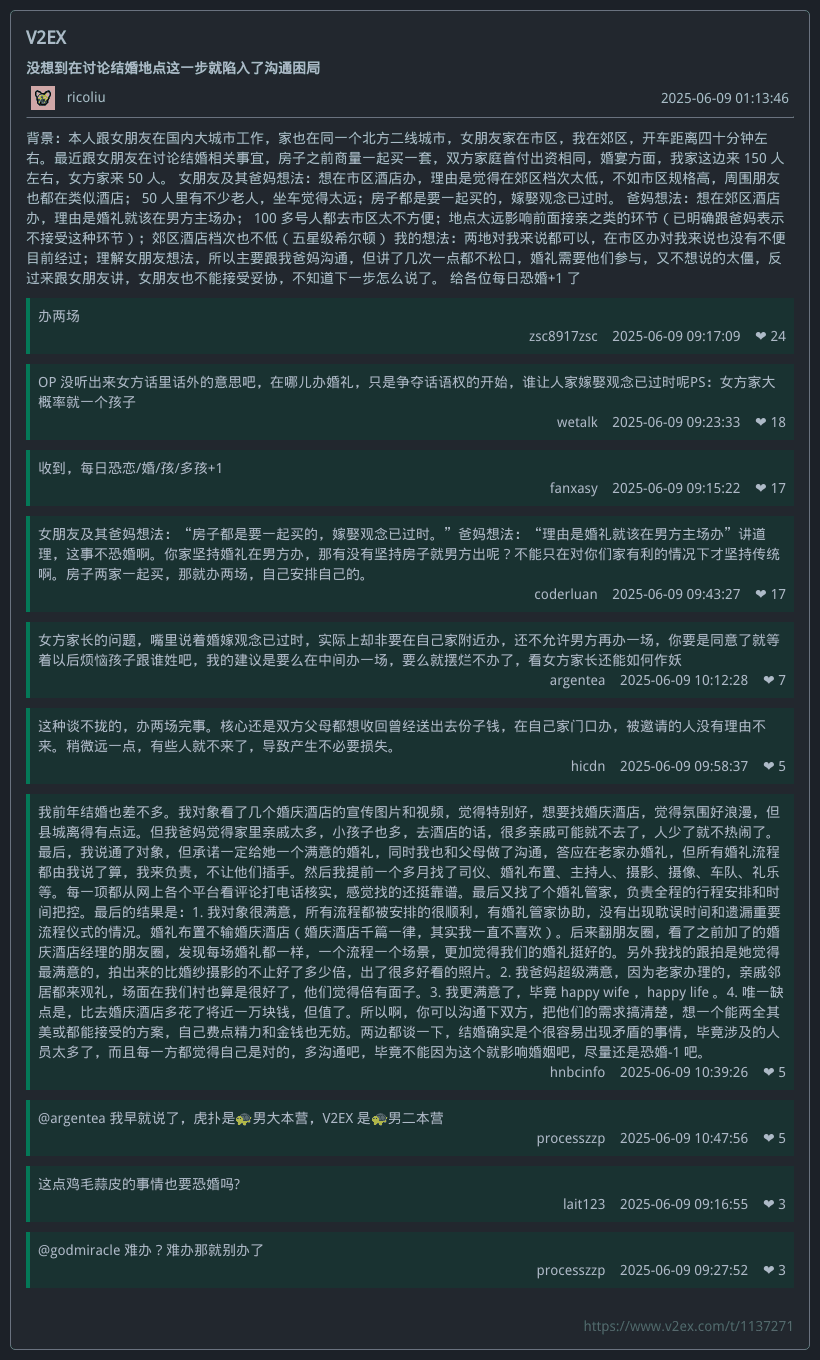 V2EX
没想到在讨论结婚地点这一步就陷入了沟通困局
ricoliu 2025-06-09 01:13:46
背景：本人跟女朋友在国内大城市工作，家也在同一个北方二线城市，女朋友家在市区，我在郊区，开车距离四十分钟左
右。最近跟女朋友在讨论结婚相关事宜，房子之前商量一起买一套，双方家庭首付出资相同，婚宴方面，我家这边来 150 人
左右，女方家来 50 人。 女朋友及其爸妈想法：想在市区酒店办，理由是觉得在郊区档次太低，不如市区规格高，周围朋友
也都在类似酒店； 50 人里有不少老人，坐车觉得太远；房子都是要一起买的，嫁娶观念已过时。 爸妈想法：想在郊区酒店
办，理由是婚礼就该在男方主场办； 100 多号人都去市区太不方便；地点太远影响前面接亲之类的环节（已明确跟爸妈表示
不接受这种环节）；郊区酒店档次也不低（五星级希尔顿） 我的想法：两地对我来说都可以，在市区办对我来说也没有不便
目前经过；理解女朋友想法，所以主要跟我爸妈沟通，但讲了几次一点都不松口，婚礼需要他们参与，又不想说的太僵，反
过来跟女朋友讲，女朋友也不能接受妥协，不知道下一步怎么说了。 给各位每日恐婚+1 了
办两场
zsc8917zsc 2025-06-09 09:17:09 ❤ 24
OP 没听出来女方话里话外的意思吧，在哪儿办婚礼，只是争夺话语权的开始，谁让人家嫁娶观念已过时呢PS：女方家大
概率就一个孩子
wetalk 2025-06-09 09:23:33 ❤ 18
收到，每日恐恋/婚/孩/多孩+1
fanxasy 2025-06-09 09:15:22 ❤ 17
女朋友及其爸妈想法：“房子都是要一起买的，嫁娶观念已过时。”爸妈想法：“理由是婚礼就该在男方主场办”讲道
理，这事不恐婚啊。你家坚持婚礼在男方办，那有没有坚持房子就男方出呢？不能只在对你们家有利的情况下才坚持传统
啊。房子两家一起买，那就办两场，自己安排自己的。
coderluan 2025-06-09 09:43:27 ❤ 17
女方家长的问题，嘴里说着婚嫁观念已过时，实际上却非要在自己家附近办，还不允许男方再办一场，你要是同意了就等
着以后烦恼孩子跟谁姓吧，我的建议是要么在中间办一场，要么就摆烂不办了，看女方家长还能如何作妖
argentea 2025-06-09 10:12:28 ❤ 7
这种谈不拢的，办两场完事。核心还是双方父母都想收回曾经送出去份子钱，在自己家门口办，被邀请的人没有理由不
来。稍微远一点，有些人就不来了，导致产生不必要损失。
hicdn 2025-06-09 09:58:37 ❤ 5
我前年结婚也差不多。我对象看了几个婚庆酒店的宣传图片和视频，觉得特别好，想要找婚庆酒店，觉得氛围好浪漫，但
县城离得有点远。但我爸妈觉得家里亲戚太多，小孩子也多，去酒店的话，很多亲戚可能就不去了，人少了就不热闹了。
最后，我说通了对象，但承诺一定给她一个满意的婚礼，同时我也和父母做了沟通，答应在老家办婚礼，但所有婚礼流程
都由我说了算，我来负责，不让他们插手。然后我提前一个多月找了司仪、婚礼布置、主持人、摄影、摄像、车队、礼乐
等。每一项都从网上各个平台看评论打电话核实，感觉找的还挺靠谱。最后又找了个婚礼管家，负责全程的行程安排和时
间把控。最后的结果是：1. 我对象很满意，所有流程都被安排的很顺利，有婚礼管家协助，没有出现耽误时间和遗漏重要
流程仪式的情况。婚礼布置不输婚庆酒店（婚庆酒店千篇一律，其实我一直不喜欢）。后来翻朋友圈，看了之前加了的婚
庆酒店经理的朋友圈，发现每场婚礼都一样，一个流程一个场景，更加觉得我们的婚礼挺好的。另外我找的跟拍是她觉得
最满意的，拍出来的比婚纱摄影的不止好了多少倍，出了很多好看的照片。2. 我爸妈超级满意，因为老家办理的，亲戚邻
居都来观礼，场面在我们村也算是很好了，他们觉得倍有面子。3. 我更满意了，毕竟 happy wife ，happy life 。4. 唯一缺
点是，比去婚庆酒店多花了将近一万块钱，但值了。所以啊，你可以沟通下双方，把他们的需求搞清楚，想一个能两全其
美或都能接受的方案，自己费点精力和金钱也无妨。两边都谈一下，结婚确实是个很容易出现矛盾的事情，毕竟涉及的人
员太多了，而且每一方都觉得自己是对的，多沟通吧，毕竟不能因为这个就影响婚姻吧，尽量还是恐婚-1 吧。
hnbcinfo 2025-06-09 10:39:26 ❤ 5
@argentea 我早就说了，虎扑是🐢男大本营，V2EX 是🐢男二本营
processzzp 2025-06-09 10:47:56 ❤ 5
这点鸡毛蒜皮的事情也要恐婚吗?
lait123 2025-06-09 09:16:55 ❤ 3
@godmiracle 难办？难办那就别办了
processzzp 2025-06-09 09:27:52 ❤ 3
https://www.v2ex.com/t/1137271